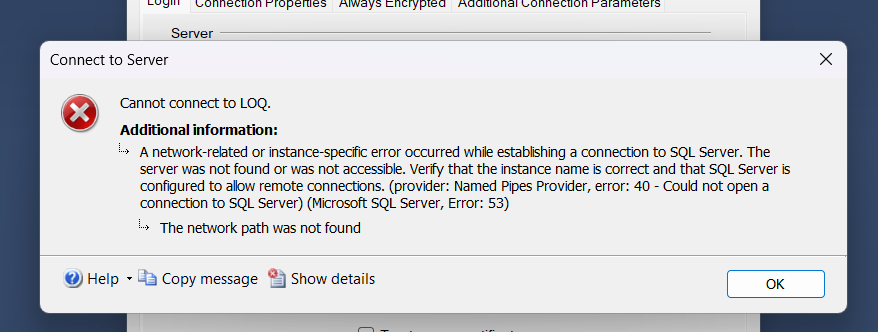 Login Connection Properties Always Encrypted Additional Connection Parameters
Server
Connect to Server
Cannot connect to LOQ.
Additional information:
A network-related or instance-specific error occurred while establishing a connection to SQL Server. The
server was not found or was not accessible. Verify that the instance name is correct and that SQL Server is
configured to allow remote connections. (provider: Named Pipes Provider, error: 40 - Could not open a
connection to SQL Server) (Microsoft SQL Server, Error: 53)
The network path was not found
Help Copy message Show details
OK